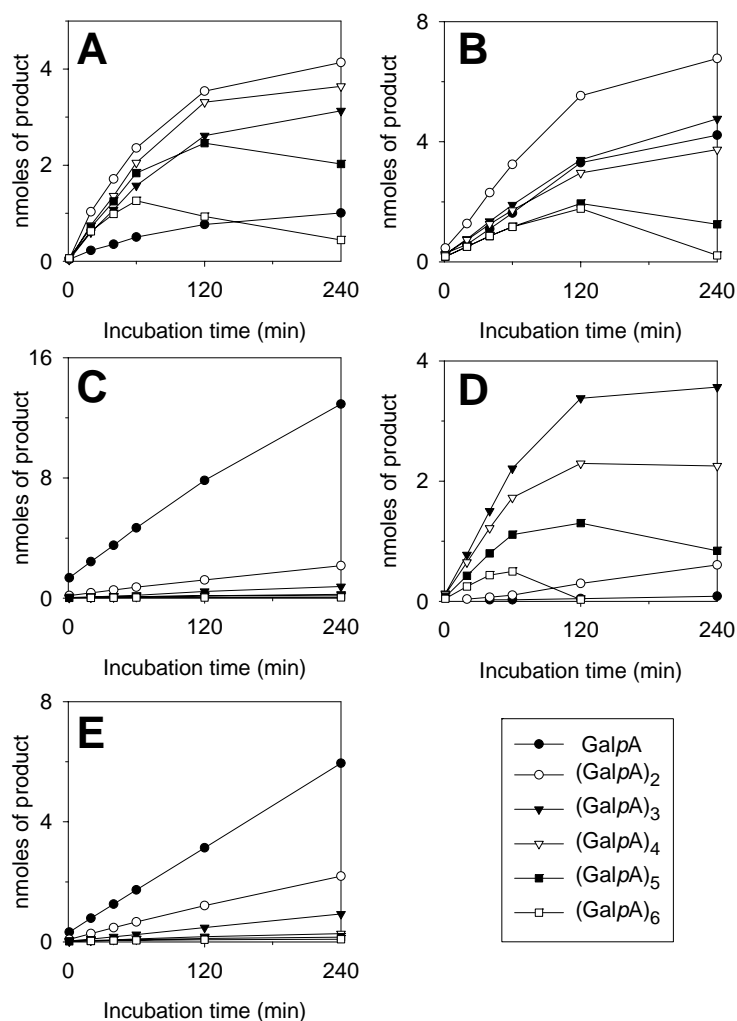 A
nmoles of product
4
2
0
0
120
240
Incubation time (min)
B
nmoles of product
8
4
0
0
120
240
Incubation time (min)
C
nmoles of product
16
8
0
0
120
240
Incubation time (min)
D
nmoles of product
4
2
0
0
120
240
Incubation time (min)
E
nmoles of product
8
4
0
0
120
240
Incubation time (min)
GalpA
(GalpA)2
(GalpA)3
(GalpA)4
(GalpA)5
(GalpA)6